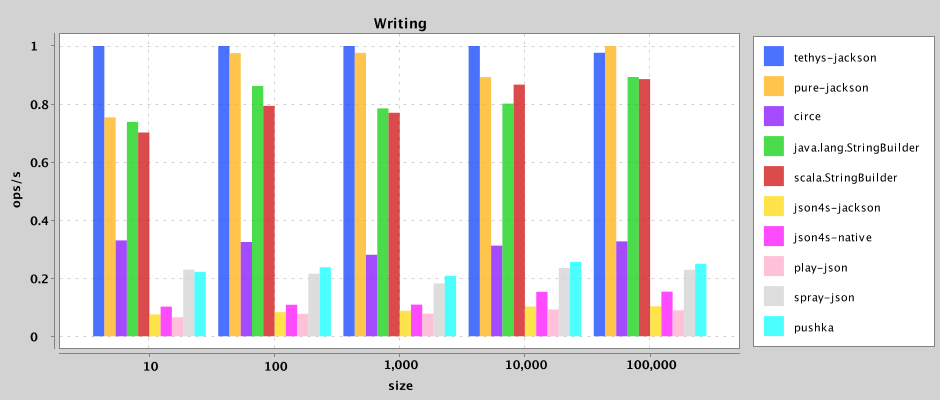 Writing
ops/s
1
0.8
0.6
0.4
0.2
0
10
100
1,000
10,000
100,000
size
tethys-jackson
pure-jackson
circe
java.lang.StringBuilder
scala.StringBuilder
json4s-jackson
json4s-native
play-json
spray-json
pushka